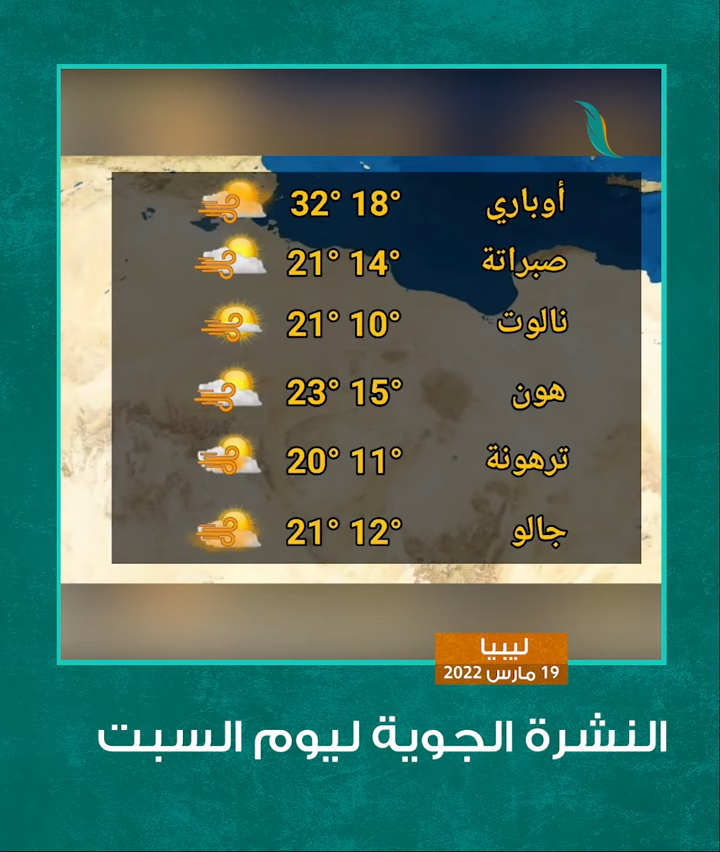 أوباري 18° 32°
صبراتة 14° 21°
نالوت 10° 21°
هون 15° 23°
ترهونة 11° 20°
جالو 12° 21°
ليبيا
19 مارس 2022
النشرة الجوية ليوم السبت